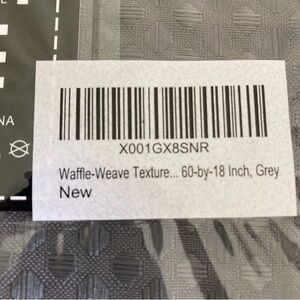 NA
X001GX8SNR
Waffle-Weave Texture... 60-by-18 Inch, Grey
New